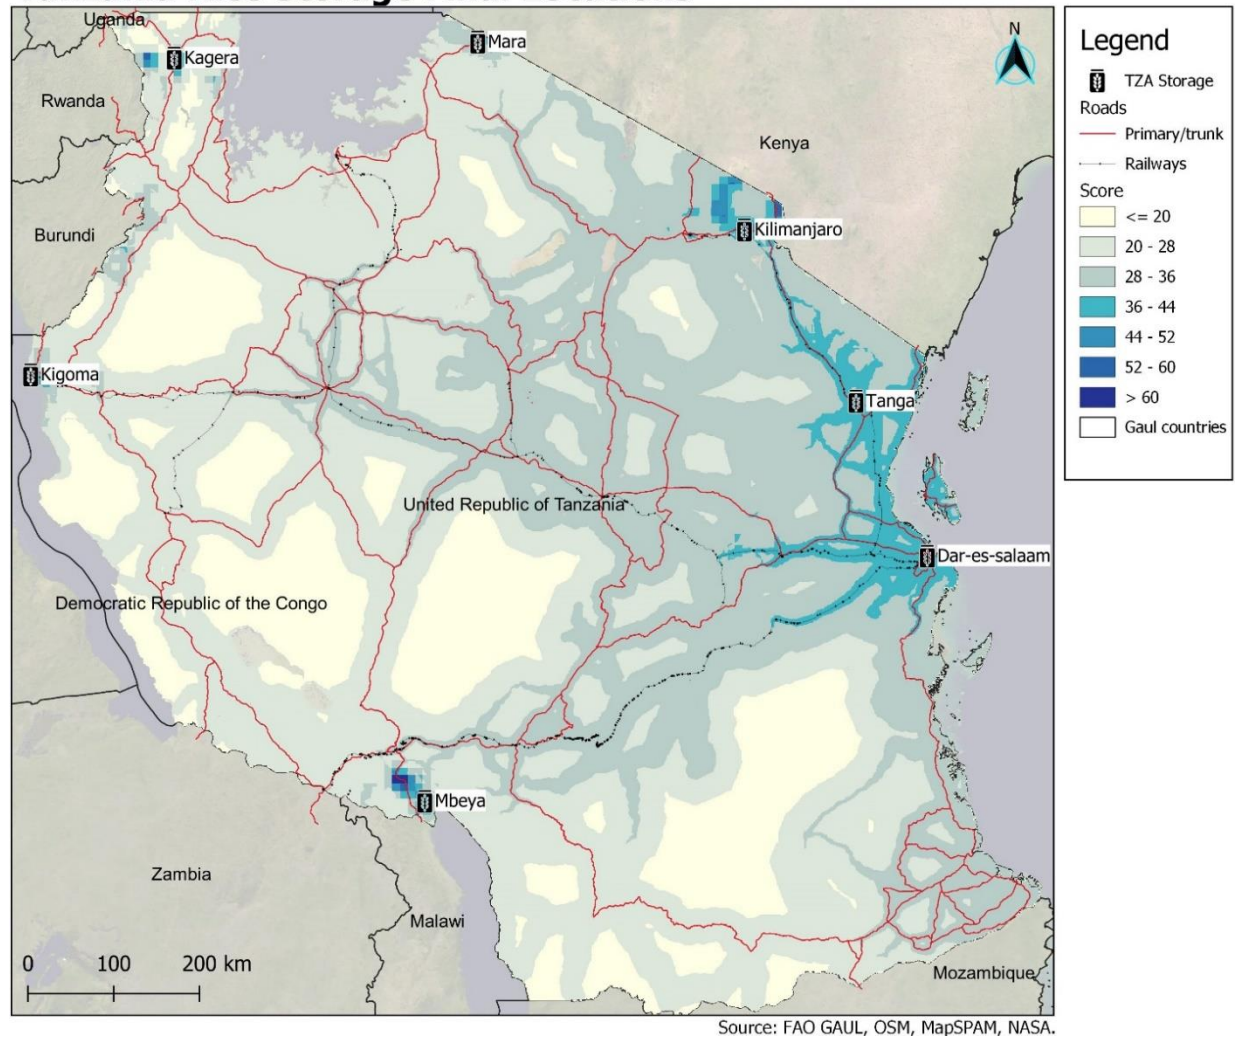 Uganda
Kagera
Mara
N
Rwanda
Kenya
Burundi
Kilimanjaro
Kigoma
Tanga
United Republic of Tanzania
Dar-es-salaam
Democratic Republic of the Congo
Mbeya
Zambia
Malawi
Mozambique
0 100 200 km
Legend
TZA Storage
Roads
Primary/trunk
Railways
Score
<= 20
20 - 28
28 - 36
36 - 44
44 - 52
52 - 60
> 60
Gaul countries
Source: FAO GAUL, OSM, MapSPAM, NASA.